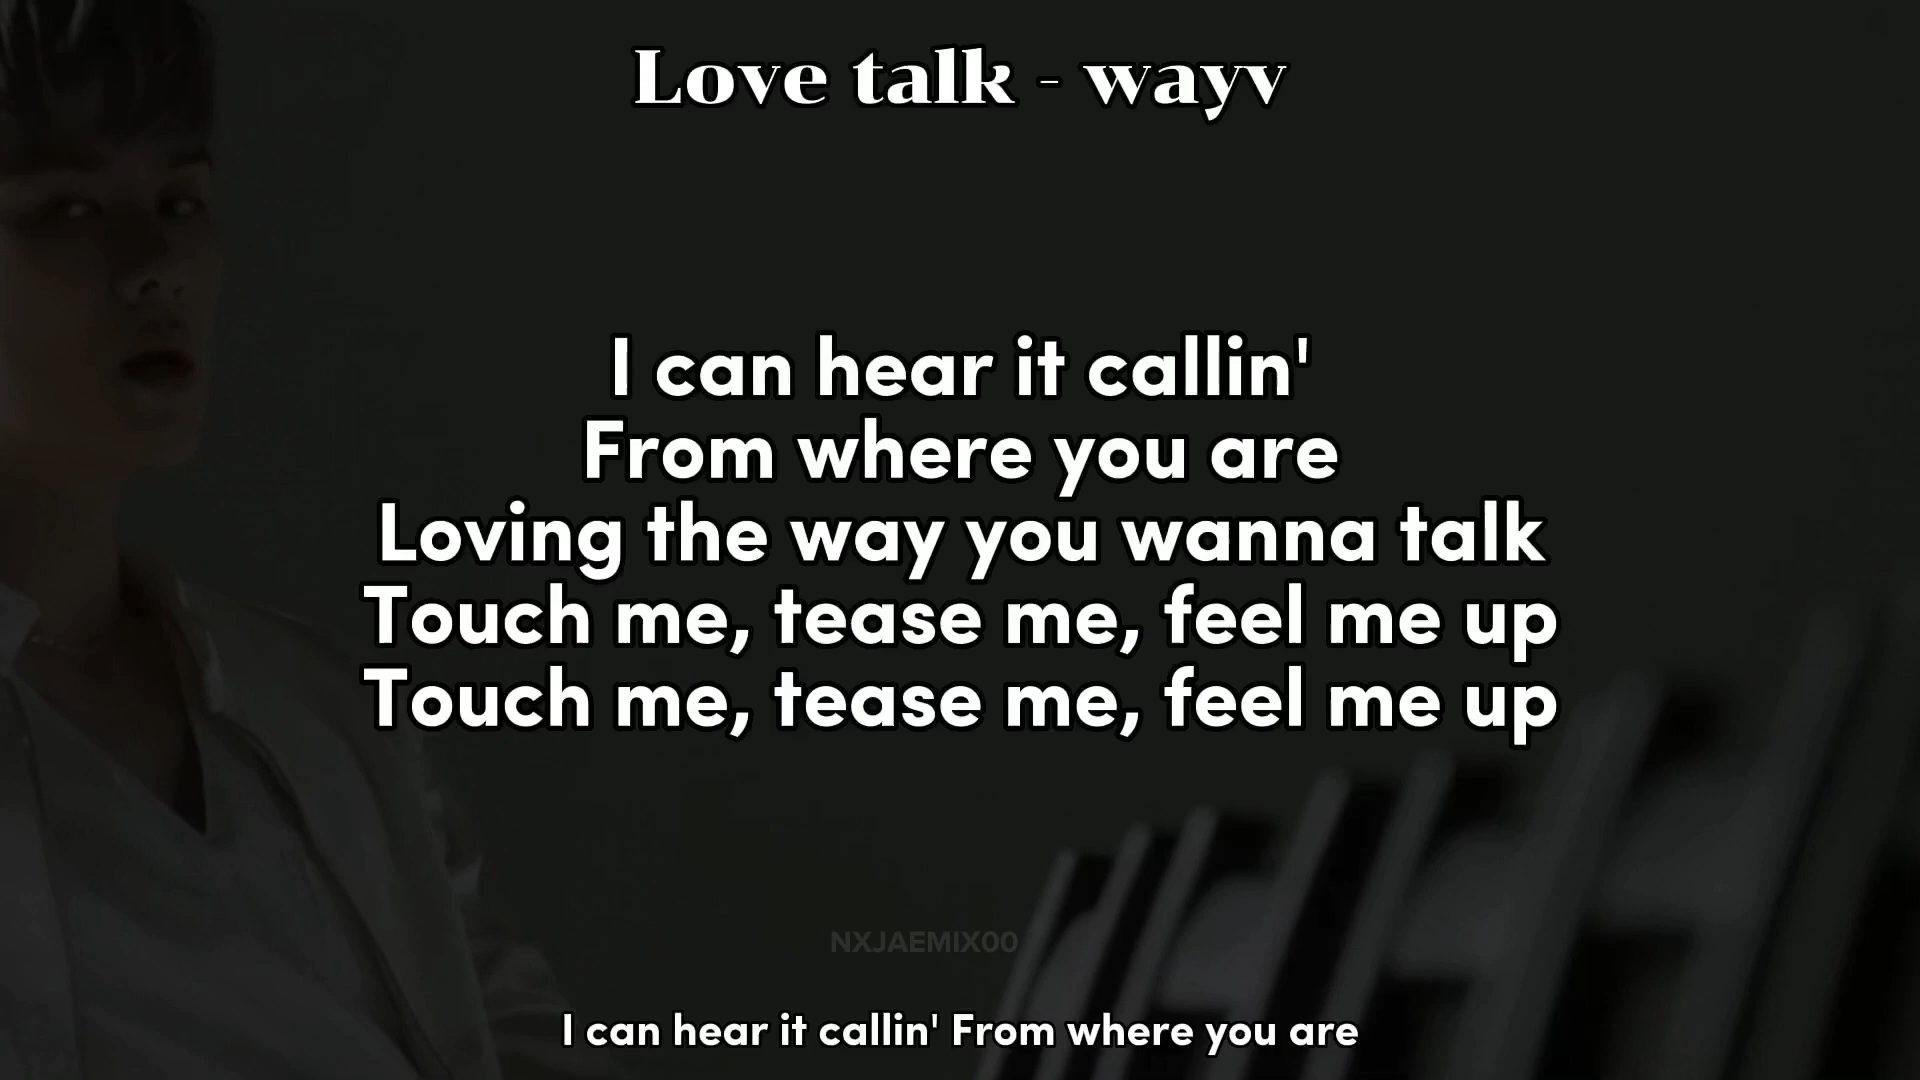 Love talk - wayv
I can hear it callin'
From where you are
Loving the way you wanna talk
Touch me, tease me, feel me up
Touch me, tease me, feel me up
NXJAEMIX00
I can hear it callin' From where you are